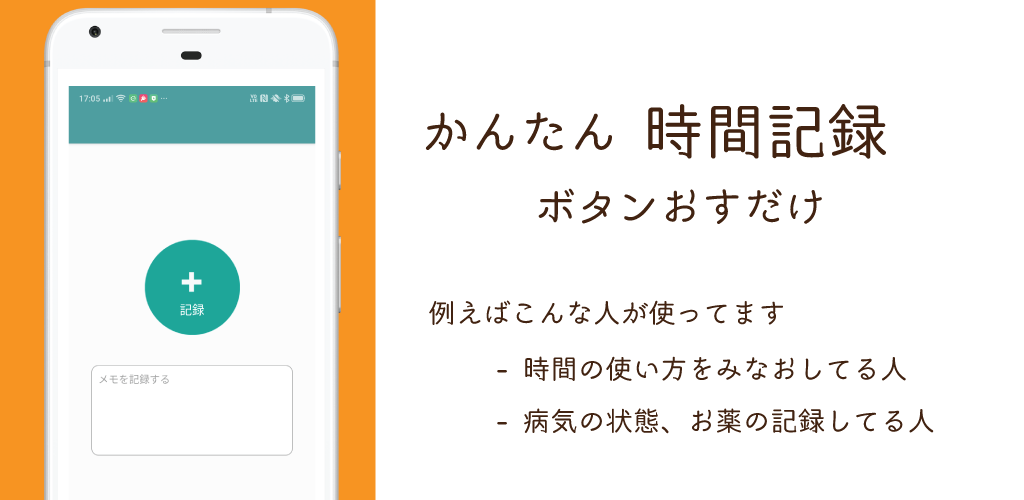 17:05
記録
メモを記録する
かんたん 時間記録
ボタンおすだけ
例えばこんな人が使ってます
- 時間の使い方をみなおしてる人
- 病気の状態、お薬の記録してる人